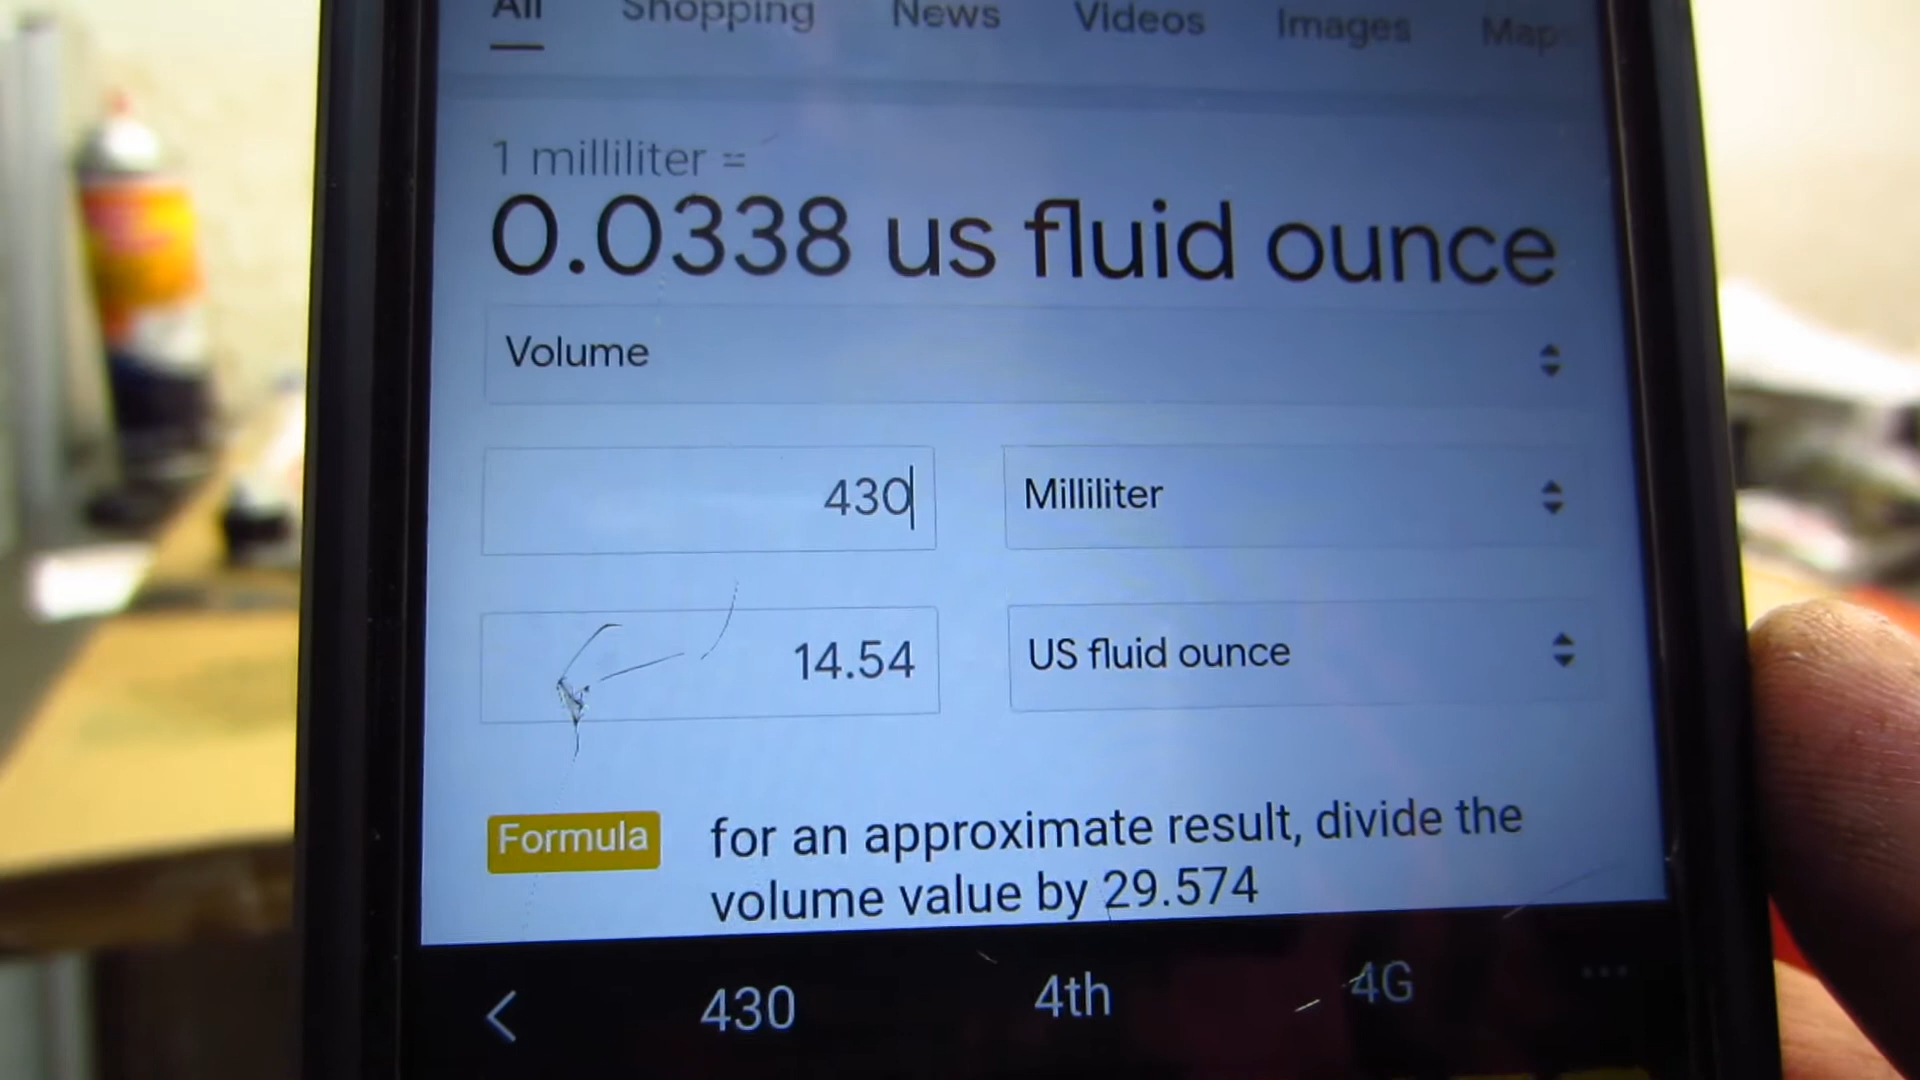 All Shopping News Videos Images Maps
1 milliliter =
0.0338 us fluid ounce
Volume
430 Milliliter
14.54 US fluid ounce
Formula for an approximate result, divide the
volume value by 29.574
430 4th 4G